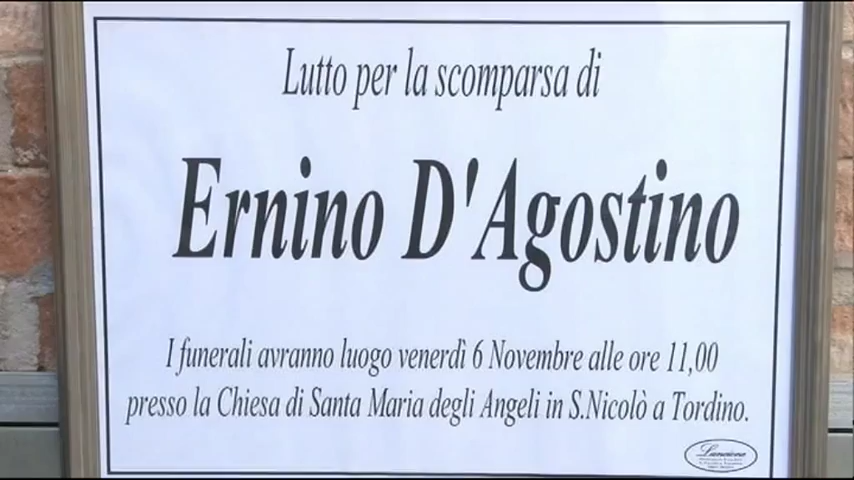 Lutto per la scomparsa di
Ernino D'Agostino
I funerali avranno luogo venerdì 6 Novembre alle ore 11,00
presso la Chiesa di Santa Maria degli Angeli in S.Nicolò a Tordino.